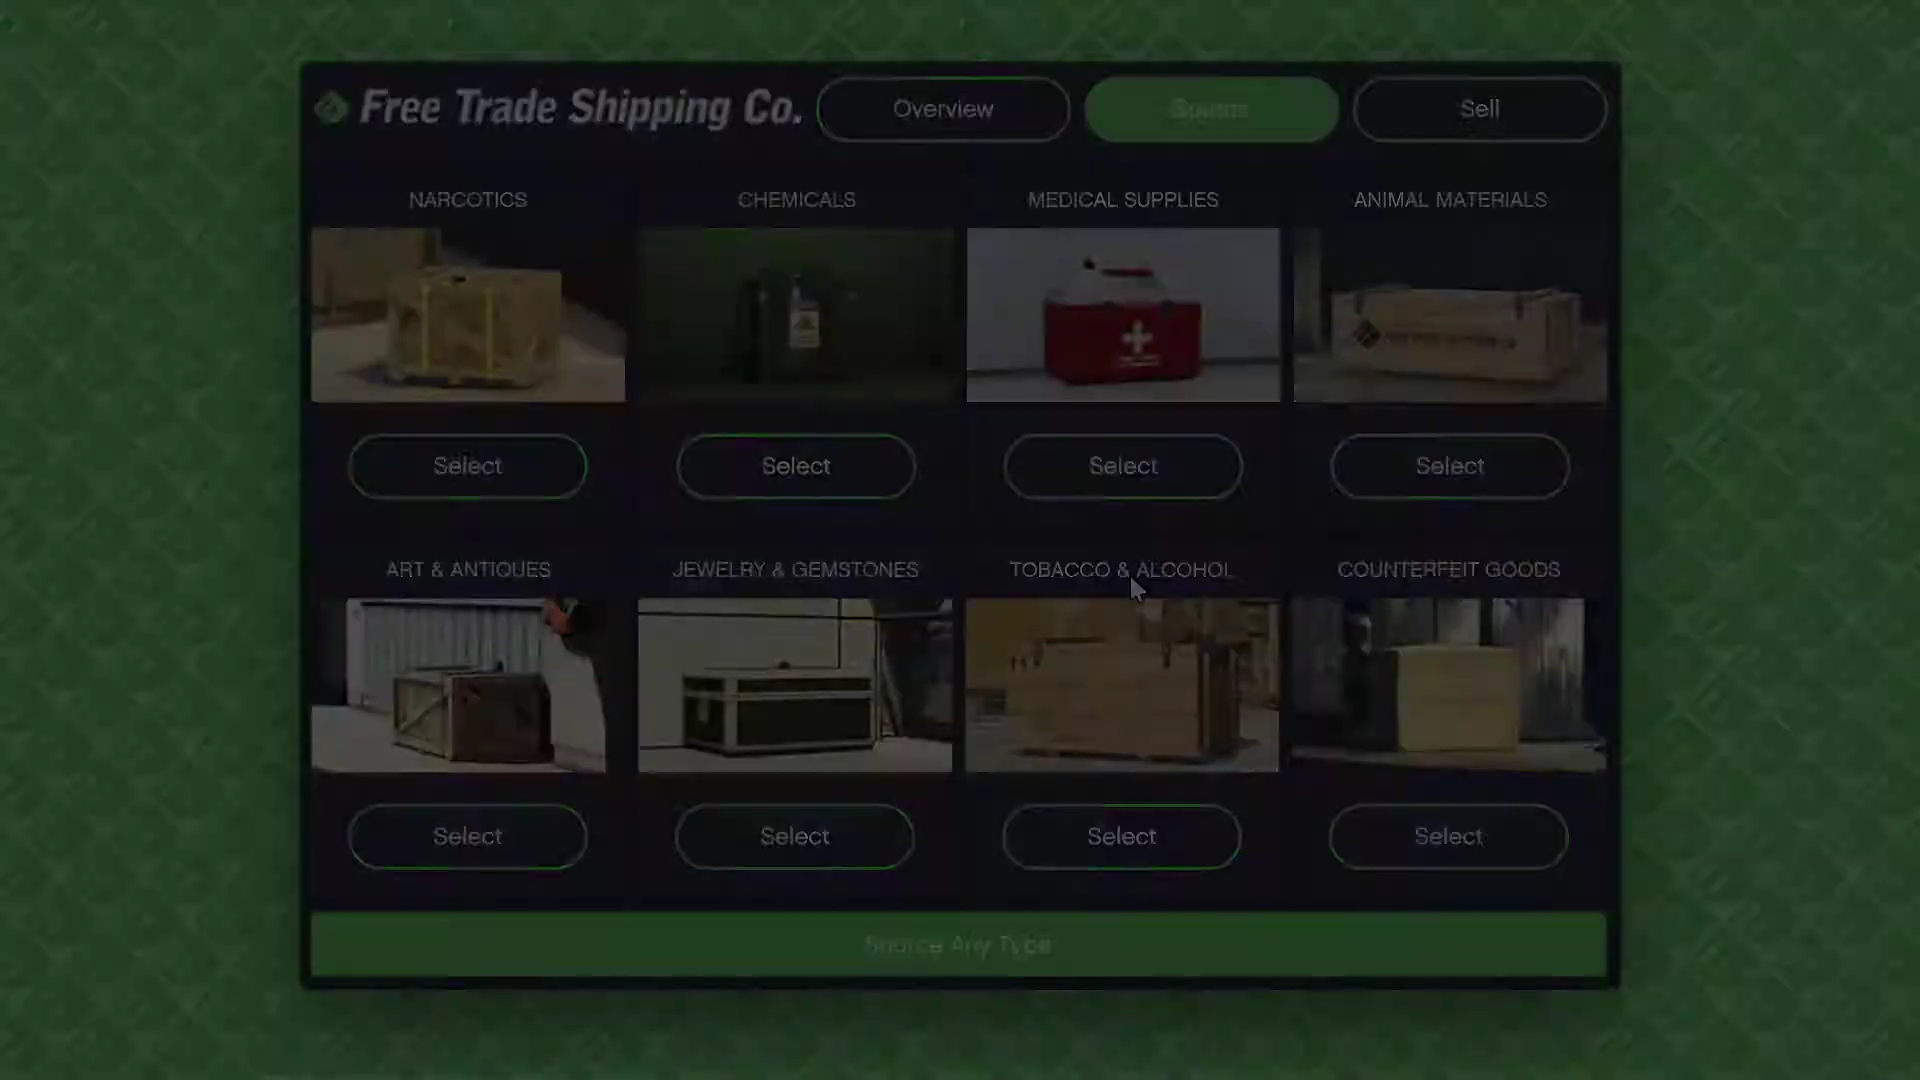 Free Trade Shipping Co.
Overview
Source
Sell
NARCOTICS
CHEMICALS
MEDICAL SUPPLIES
ANIMAL MATERIALS
Select
Select
Select
Select
ART & ANTIQUES
JEWELRY & GEMSTONES
TOBACCO & ALCOHOL
COUNTERFEIT GOODS
Select
Select
Select
Select
Source Any Type